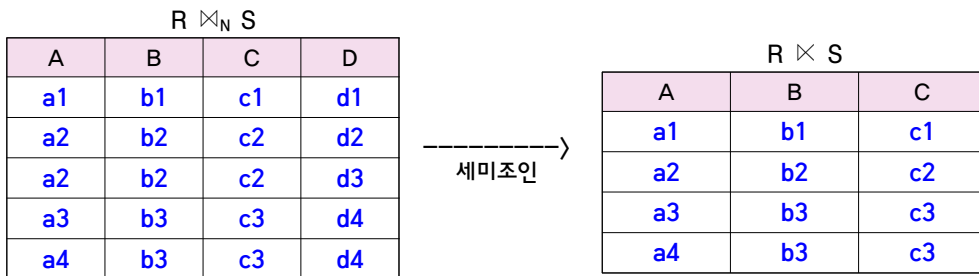 R ⋈N S
A B C D
a1 b1 c1 d1
a2 b2 c2 d2
a2 b2 c2 d3
a3 b3 c3 d4
a4 b3 c3 d4
---------〉
세미조인
R ⋉ S
A B C
a1 b1 c1
a2 b2 c2
a3 b3 c3
a4 b3 c3